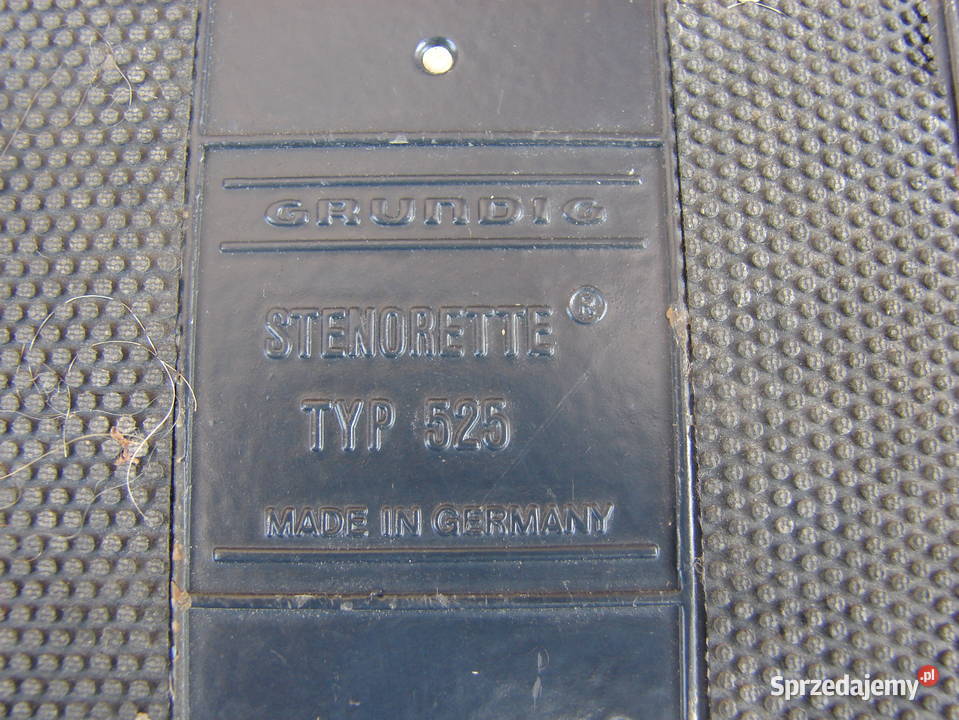 GRUNDIG
STENORETTE ®
TYP 525
MADE IN GERMANY
Sprzedajemy.pl